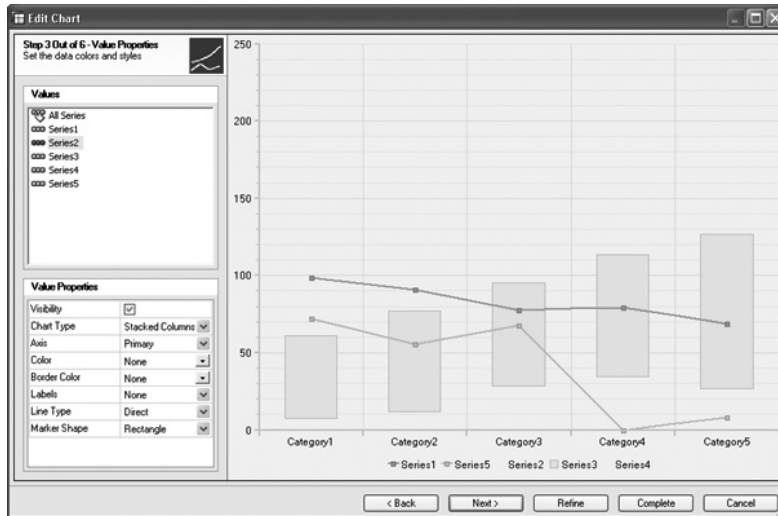 Edit Chart
Step 3 Out of 6 - Value Properties
Set the data colors and styles
Values
All Series
Series1
Series2
Series3
Series4
Series5
Value Properties
Visibility
Chart Type Stacked Columns
Axis Primary
Color None
Border Color None
Labels None
Line Type Direct
Marker Shape Rectangle
250
200
150
100
50
0
Category1 Category2 Category3 Category4 Category5
Series1 Series5 Series2 Series3 Series4
< Back Next > Refine Complete Cancel